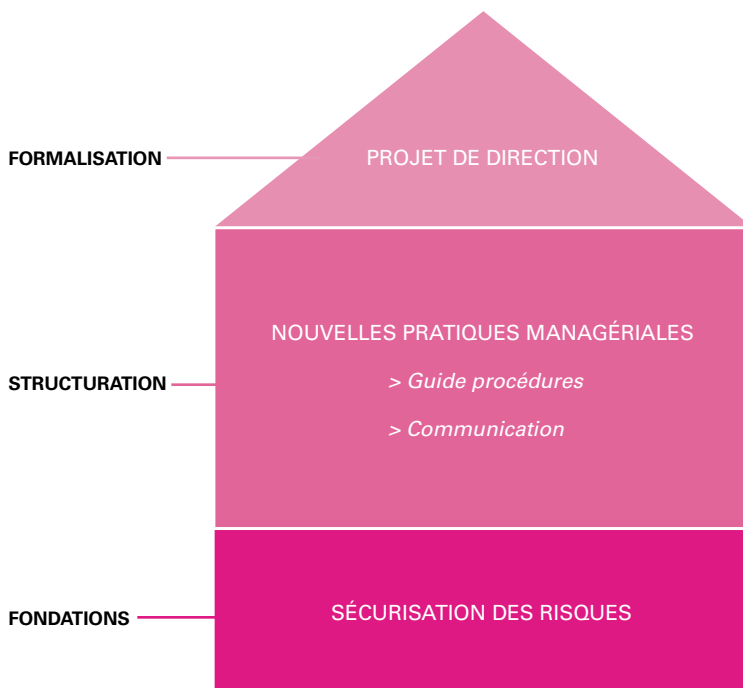 FORMALISATION
PROJET DE DIRECTION
NOUVELLES PRATIQUES MANAGÉRIALES
STRUCTURATION
> Guide procédures
> Communication
FONDATIONS
SÉCURISATION DES RISQUES